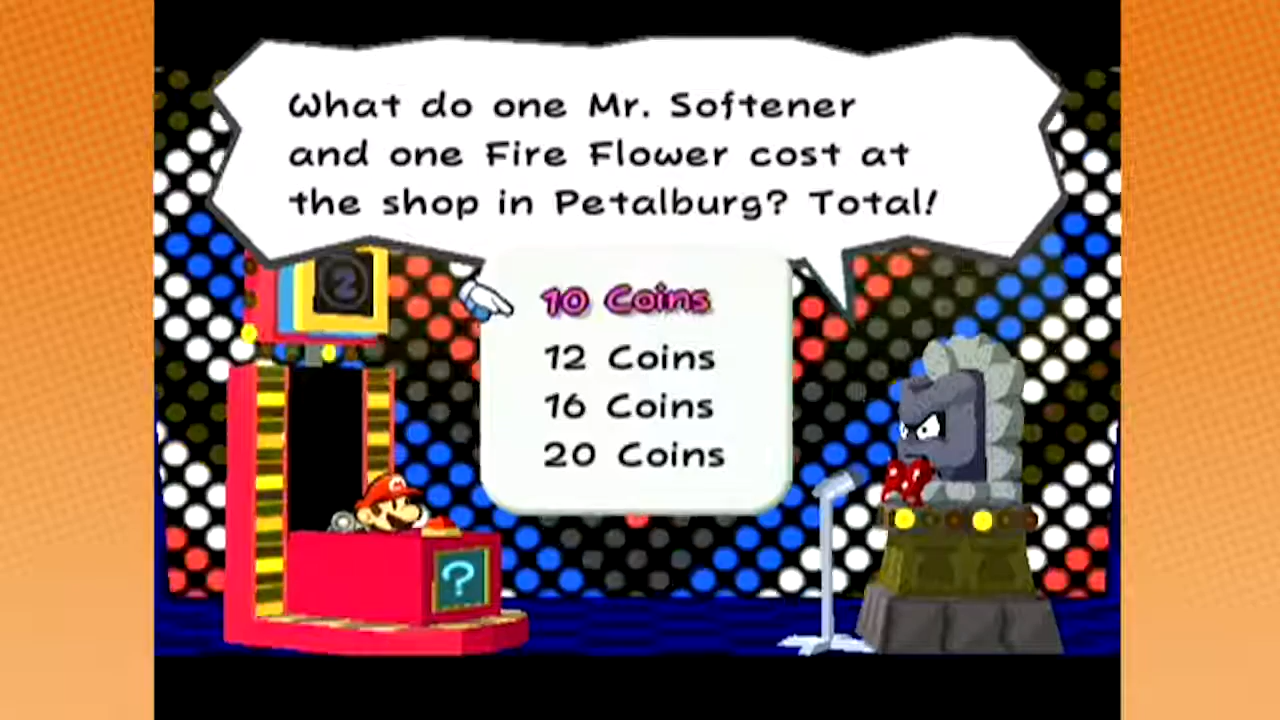 What do one Mr. Softener
and one Fire Flower cost at
the shop in Petalburg? Total!
2
10 Coins
12 Coins
16 Coins
20 Coins
M
?